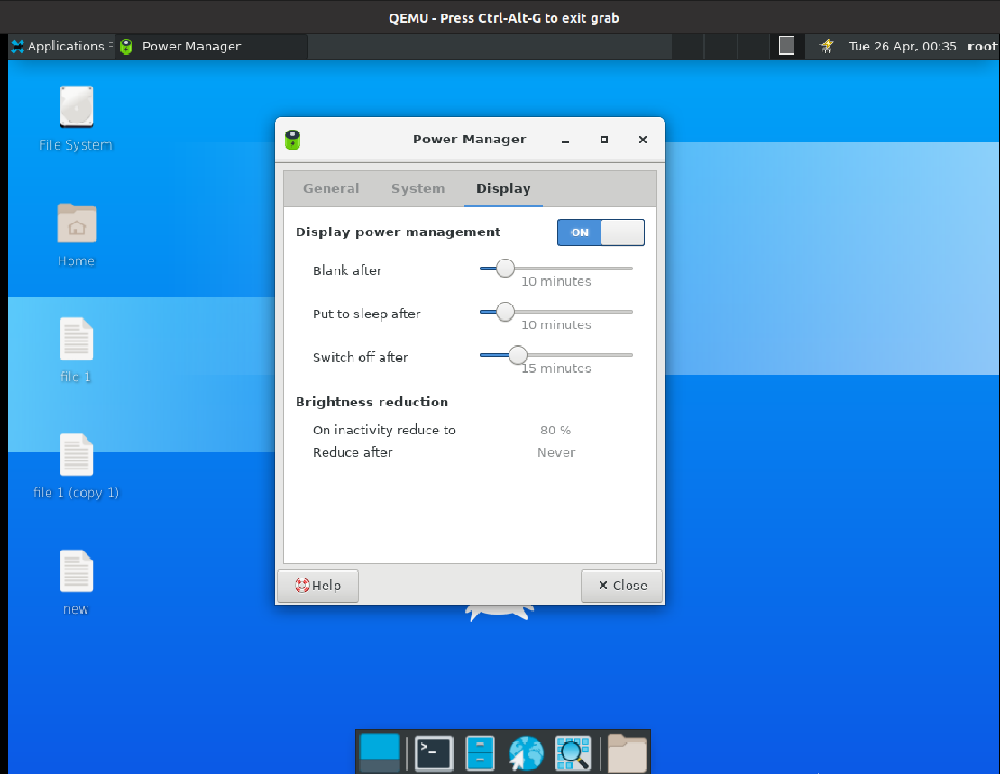 QEMU - Press Ctrl-Alt-G to exit grab
Applications Power Manager Tue 26 Apr, 00:35 root
File System
Home
file 1
file 1 (copy 1)
new
Power Manager
General System Display
Display power management ON
Blank after
10 minutes
Put to sleep after
10 minutes
Switch off after
15 minutes
Brightness reduction
On inactivity reduce to 80 %
Reduce after Never
Help Close
>_